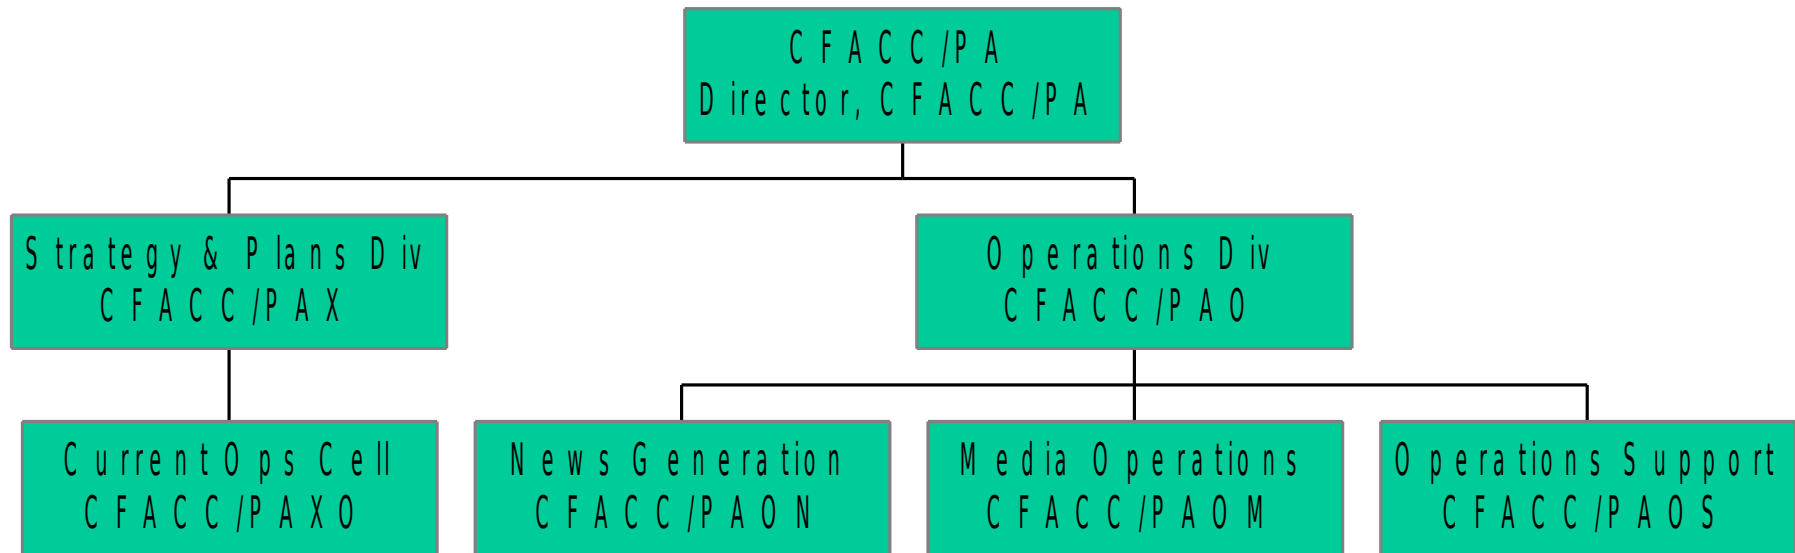 CFACC/PA
Director, CFACC/PA
Strategy & Plans Div
CFACC/PAX
Operations Div
CFACC/PAO
Current Ops Cell
CFACC/PAXO
News Generation
CFACC/PAON
Media Operations
CFACC/PAOM
Operations Support
CFACC/PAOS